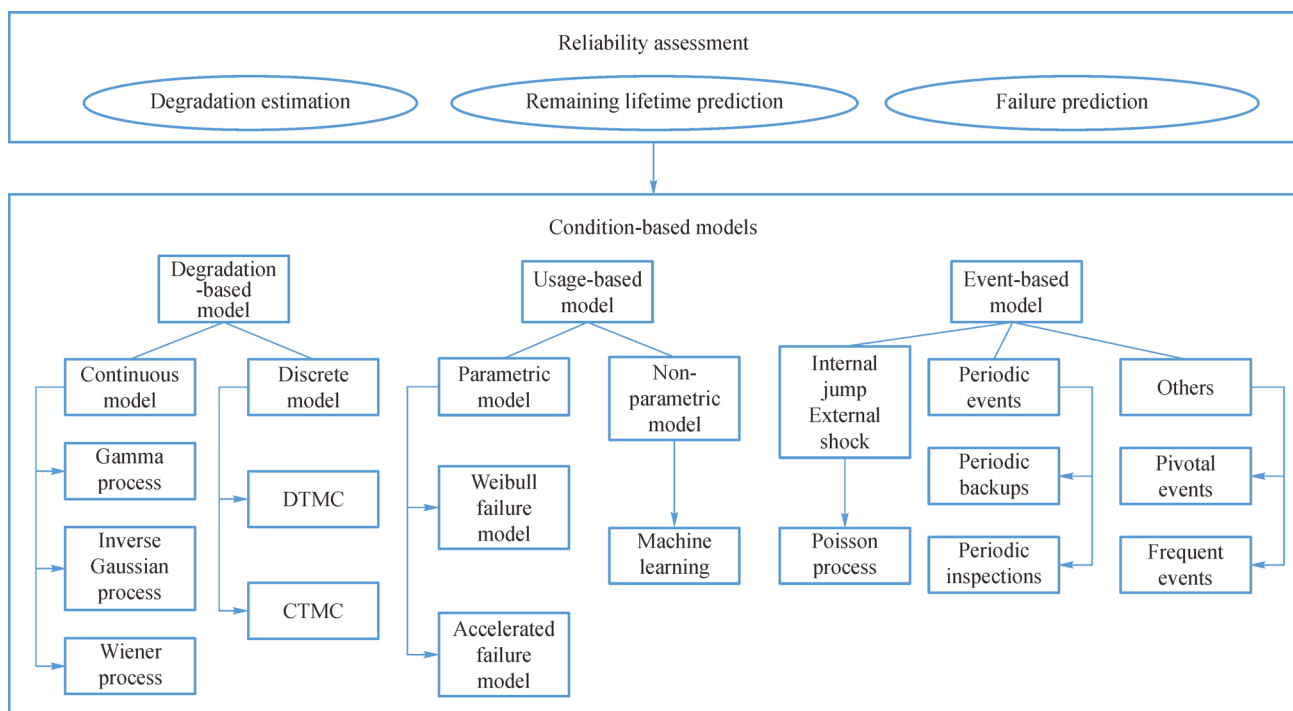 Reliability assessment
Degradation estimation
Remaining lifetime prediction
Failure prediction
Condition-based models
Degradation
-based
model
Usage-based
model
Event-based
model
Continuous
model
Discrete
model
Parametric
model
Non-
parametric
model
Internal
jump
External
shock
Periodic
events
Others
Gamma
process
Inverse
Gaussian
process
Wiener
process
DTMC
CTMC
Weibull
failure
model
Accelerated
failure
model
Machine
learning
Poisson
process
Periodic
backups
Periodic
inspections
Pivotal
events
Frequent
events